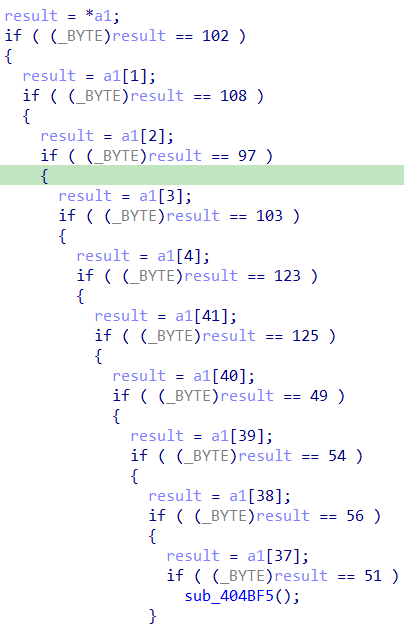 result = *a1;
if ( (_BYTE)result == 102 )
{
result = a1[1];
if ( (_BYTE)result == 108 )
{
result = a1[2];
if ( (_BYTE)result == 97 )
{
result = a1[3];
if ( (_BYTE)result == 103 )
{
result = a1[4];
if ( (_BYTE)result == 123 )
{
result = a1[41];
if ( (_BYTE)result == 125 )
{
result = a1[40];
if ( (_BYTE)result == 49 )
{
result = a1[39];
if ( (_BYTE)result == 54 )
{
result = a1[38];
if ( (_BYTE)result == 56 )
{
result = a1[37];
if ( (_BYTE)result == 51 )
sub_404BF5();
}